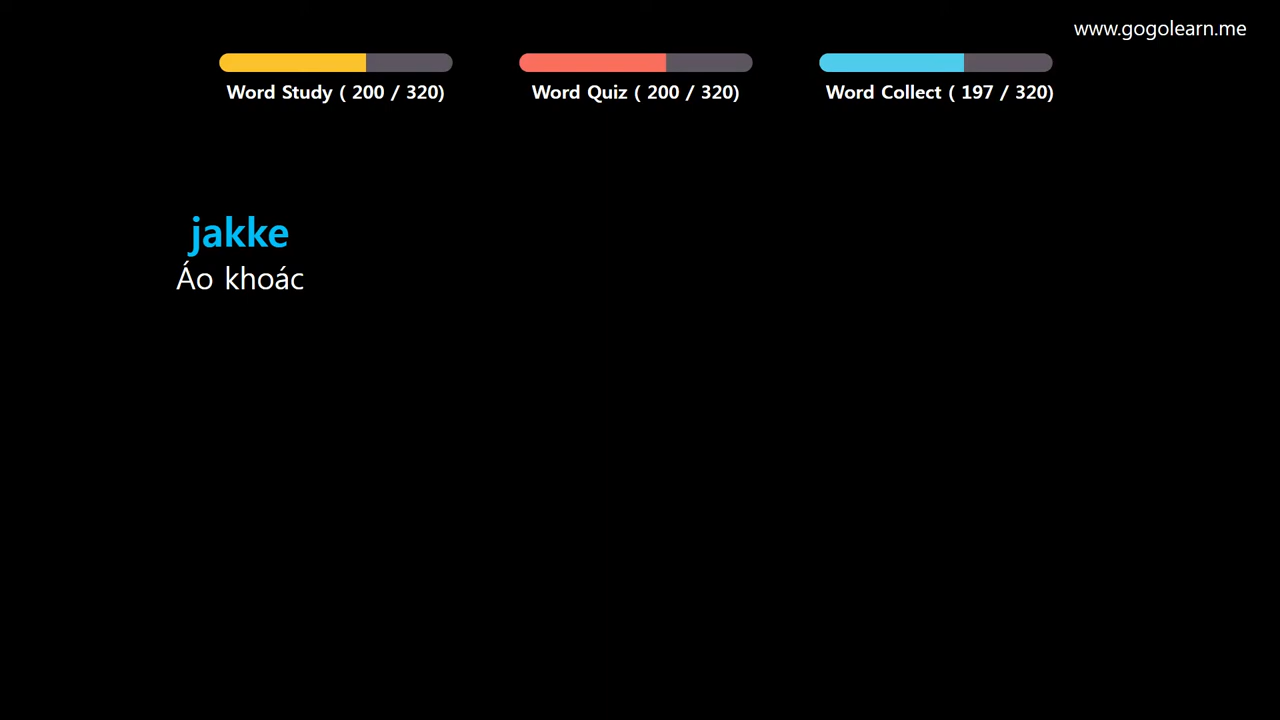 www.gogolearn.me
Word Study ( 200 / 320)
Word Quiz ( 200 / 320)
Word Collect ( 197 / 320)
jakke
Áo khoác